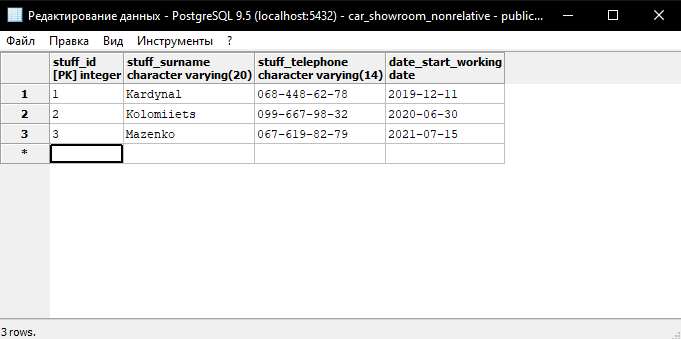 Редактирование данных - PostgreSQL 9.5 (localhost:5432) - car_showroom_nonrelative - public...
Файл Правка Вид Инструменты ?
stuff_id stuff_surname stuff_telephone date_start_working
[PK] integer character varying(20) character varying(14) date
1 1 Kardynal 068-448-62-78 2019-12-11
2 2 Kolomiiets 099-667-98-32 2020-06-30
3 3 Mazenko 067-619-82-79 2021-07-15
*
3 rows.